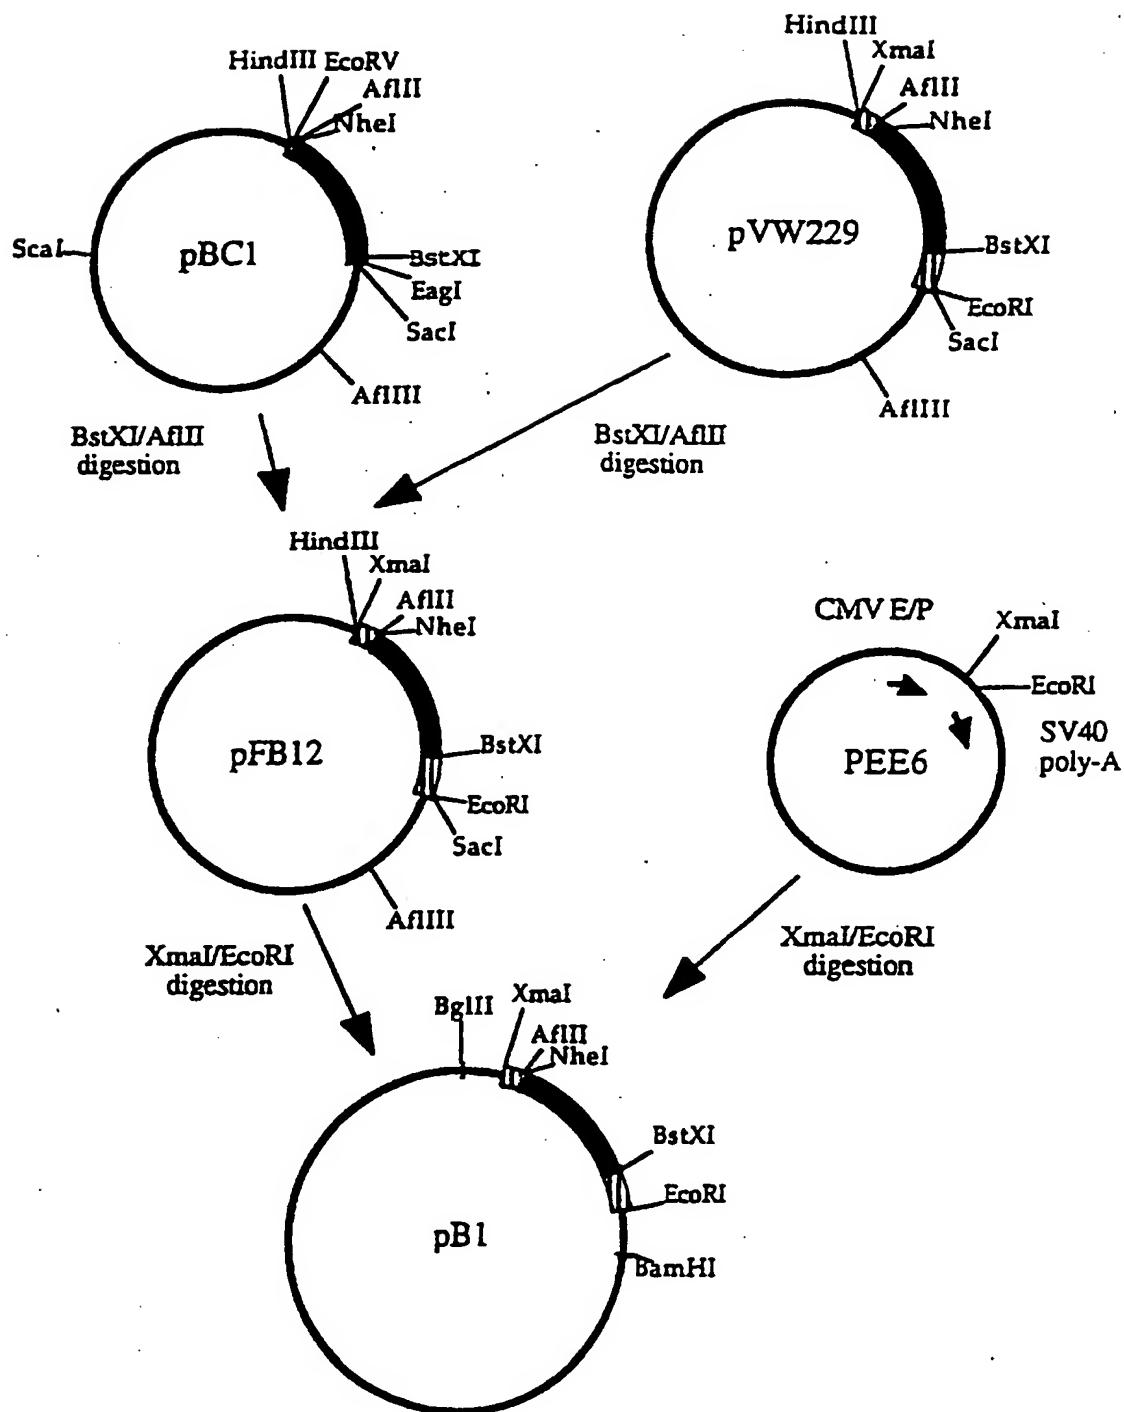 HindIII
EcoRV
AflII
NheI
ScaI
pBC1
BstXI
EagI
SacI
AflIII
HindIII
XmaI
AflII
NheI
pVW229
BstXI
EcoRI
SacI
AflIII
BstXI/AflII
digestion
BstXI/AflII
digestion
HindIII
XmaI
AflII
NheI
pFB12
BstXI
EcoRI
SacI
AflIII
CMV E/P
XmaI
EcoRI
SV40
poly-A
PEE6
XmaI/EcoRI
digestion
XmaI/EcoRI
digestion
BglII
XmaI
AflII
NheI
BstXI
EcoRI
pB1
BamHI